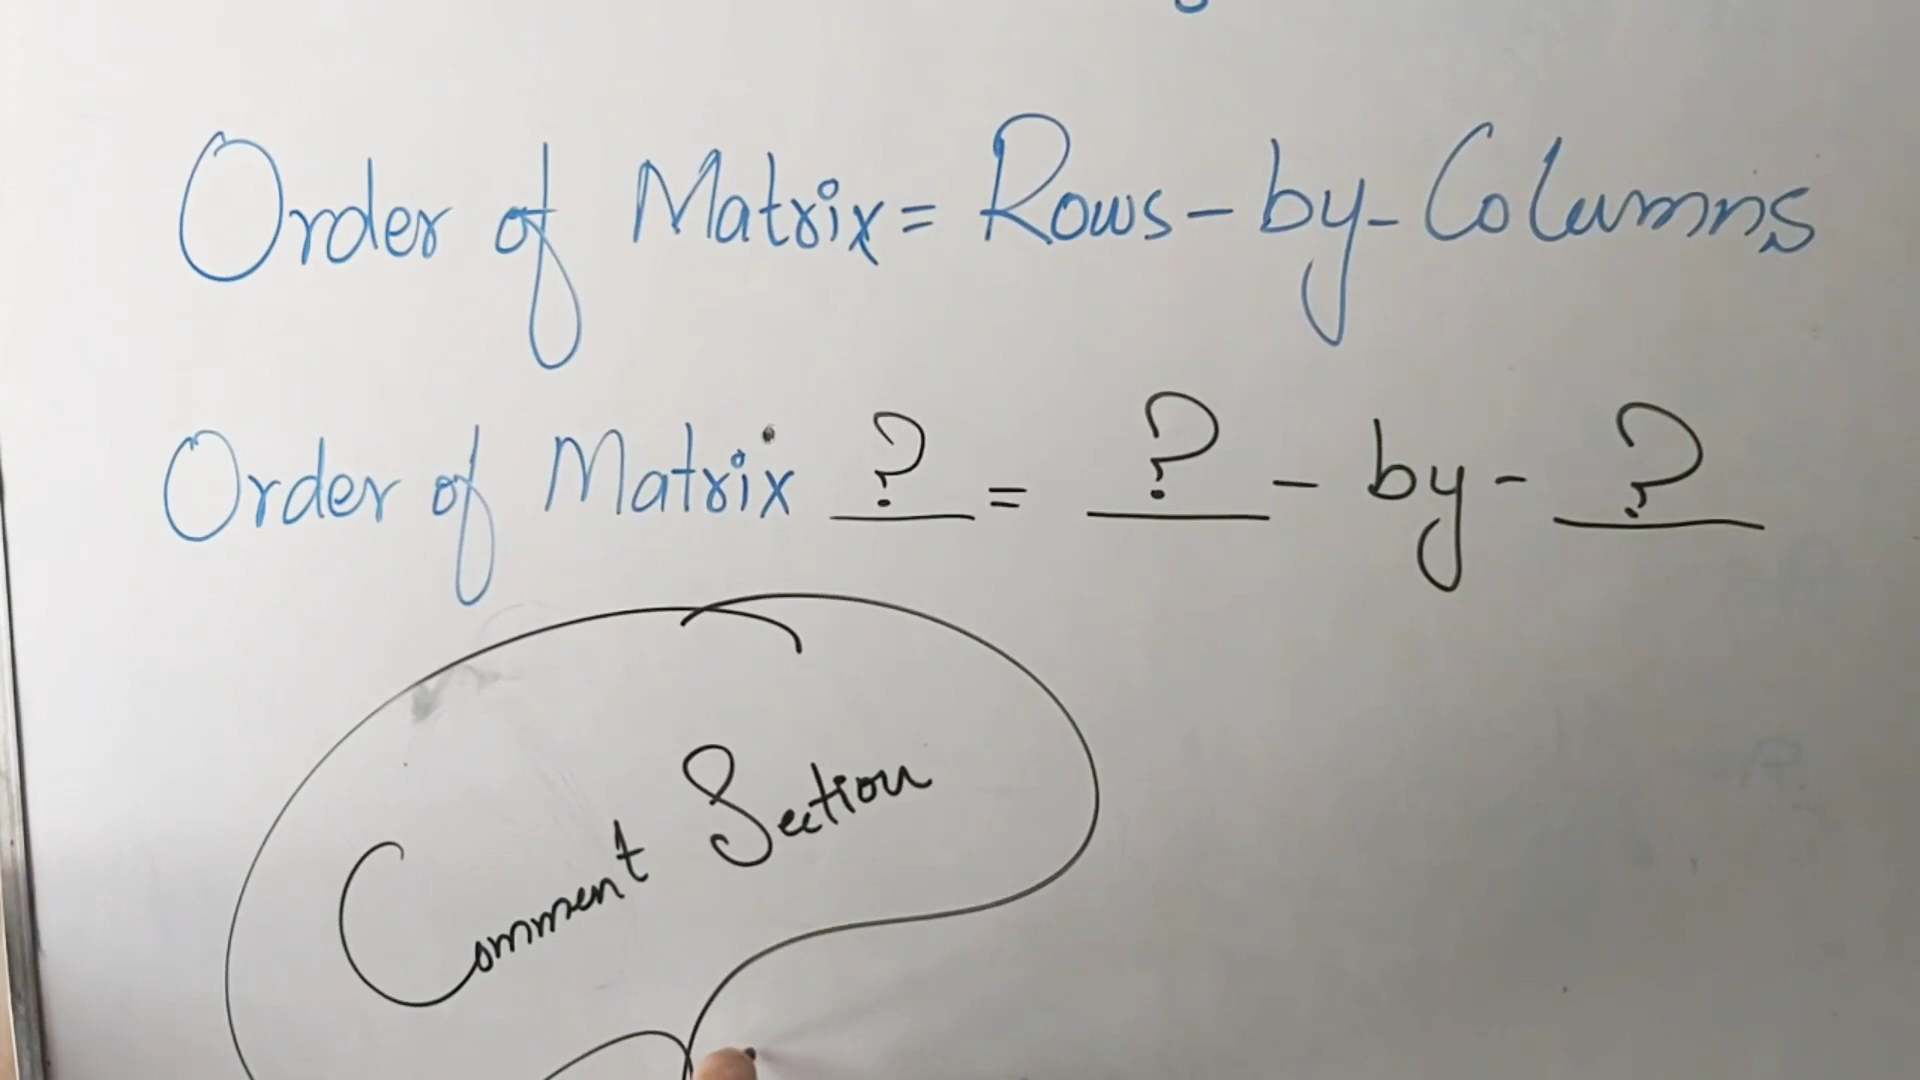 Order of Matrix = Rows-by-Columns
Order of Matrix ? = ? - by - ?
Comment Section